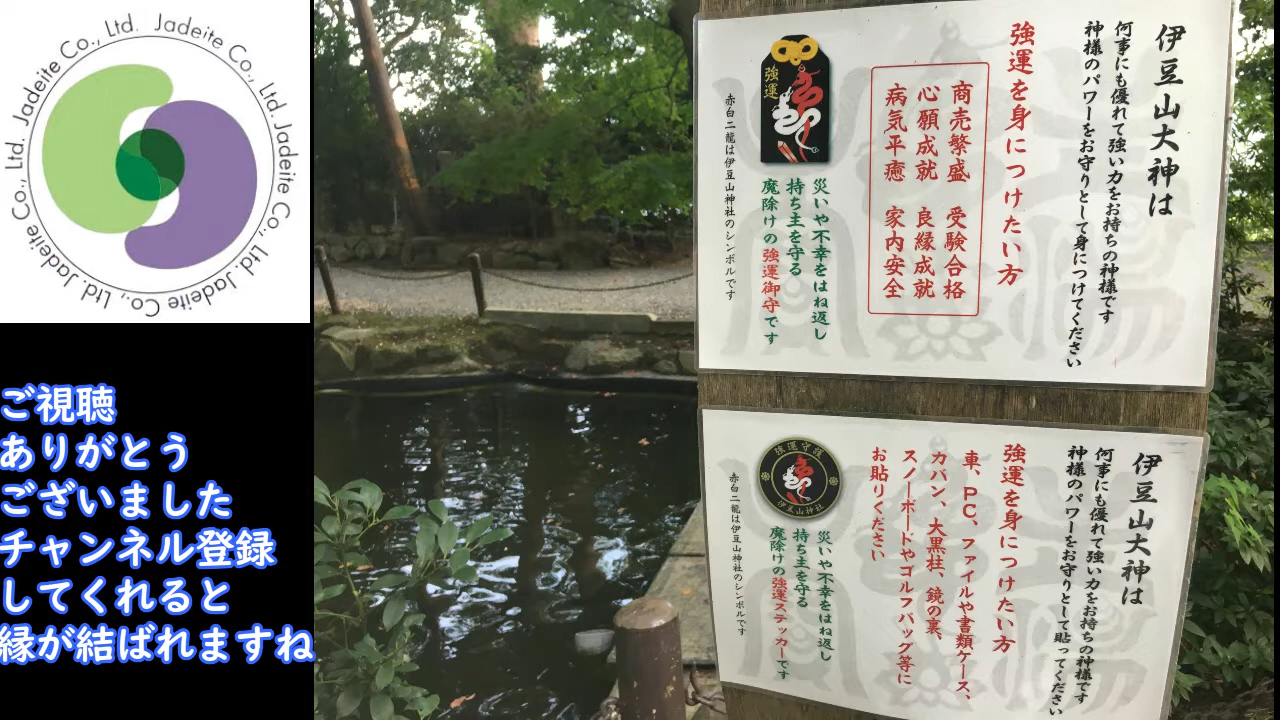 Jadeite Co., Ltd. Jadeite Co., Ltd. Jadeite Co., Ltd. Jadeite Co., Ltd. Jadeite Co., Ltd.
ご視聴
ありがとう
ございました
チャンネル登録
してくれると
縁が結ばれますね
伊豆山大神は
何事にも優れて強い力をお持ちの神様です
神様のパワーをお守りとして身につけてください
強運を身につけたい方
商売繁盛 受験合格
心願成就 良縁成就
病気平癒 家内安全
強運
災いや不幸をはね返し
持ち主を守る
魔除けの強運御守です
赤白二龍は伊豆山神社のシンボルです
伊豆山大神は
何事にも優れて強い力をお持ちの神様です
神様のパワーをお守りとして貼ってください
強運を身につけたい方
車、PC、ファイルや書類ケース、
カバン、大黒柱、鏡の裏、
スノーボードやゴルフバッグ等に
お貼りください
強運守護
伊豆山神社
災いや不幸をはね返し
持ち主を守る
魔除けの強運ステッカーです
赤白二龍は伊豆山神社のシンボルです